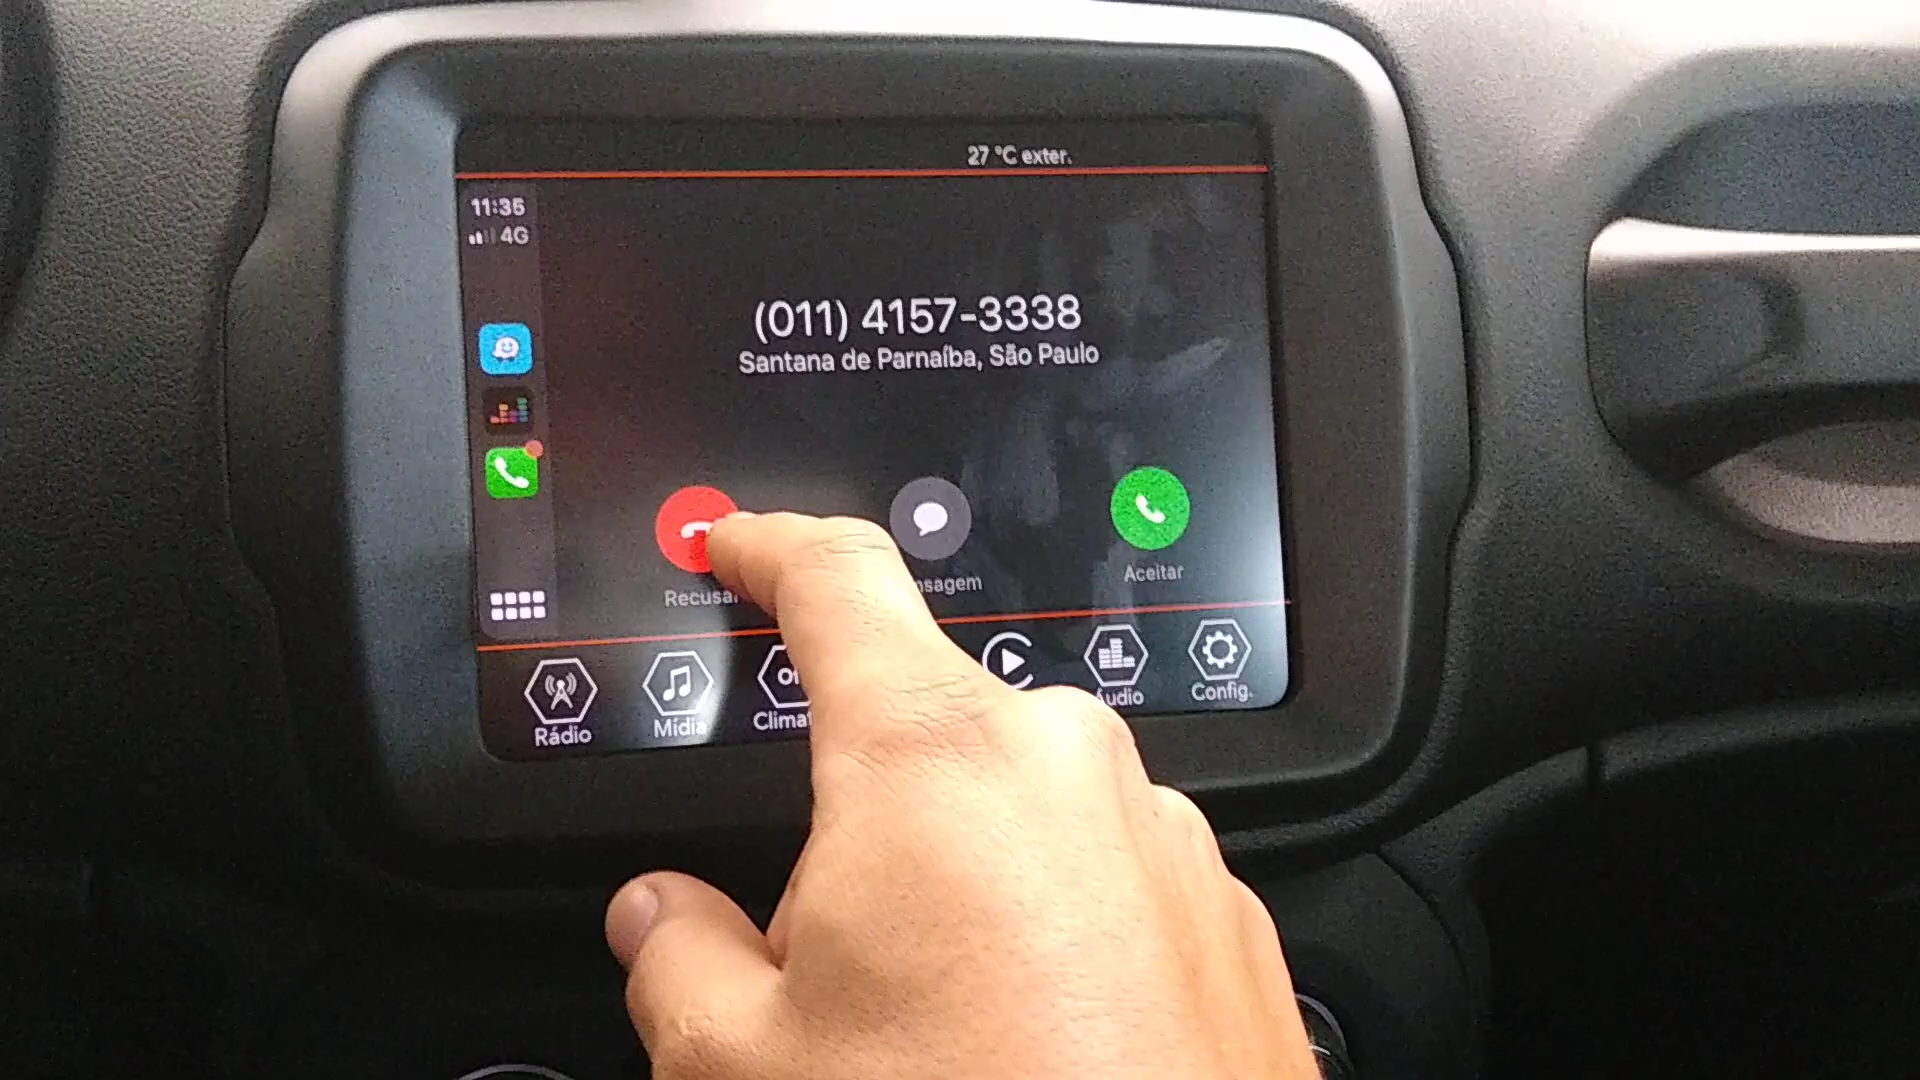 27 °C exter.
11:35
4G
(011) 4157-3338
Santana de Parnaíba, São Paulo
Aceitar
Rádio
Mídia
Config.